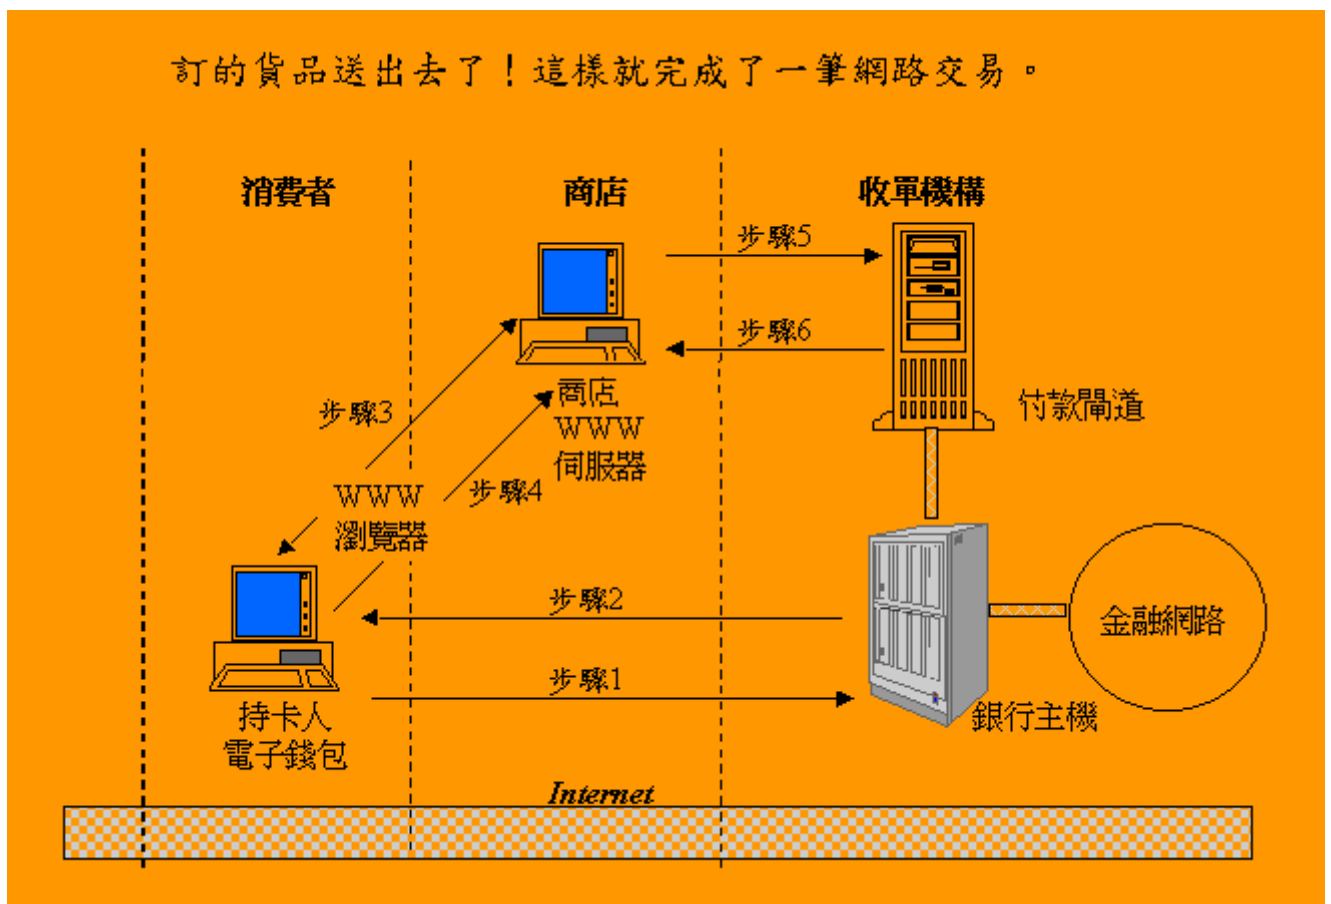 訂的貨品送出去了！這樣就完成了一筆網路交易。
消費者
商店
收單機構
步驟5
步驟6
步驟3
商店
WWW
伺服器
付款閘道
WWW
瀏覽器
步驟4
步驟2
金融網路
步驟1
持卡人
電子錢包
銀行主機
Internet